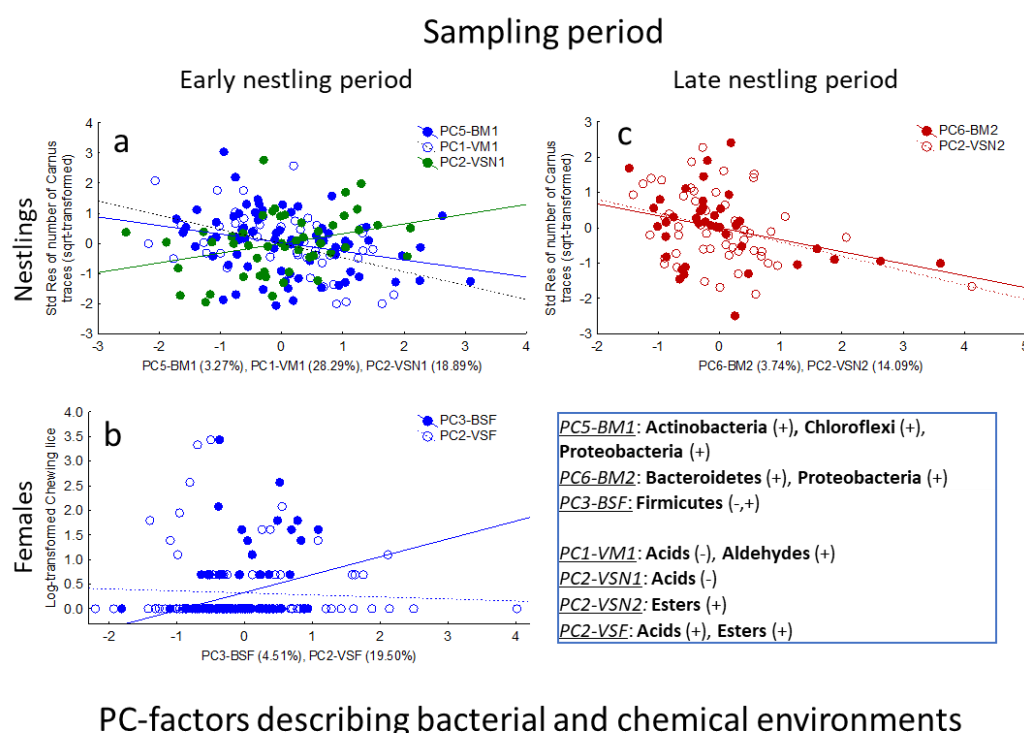 Sampling period
Early nestling period
Late nestling period
Nestlings
Females
a
Std Res number of Carnus
traces (sqrt-transformed)
PC5-BM1
PC1-VM1
PC2-VSN1
4
3
2
1
0
-1
-2
-3
-3
-2
-1
0
1
2
3
4
PC5-BM1 (3.27%), PC1-VM1 (28.29%), PC2-VSN1 (18.89%)
c
Std Res number of Carnus
traces (sqrt-transformed)
PC6-BM2
PC2-VSN2
3
2
1
0
-1
-2
-3
-2
-1
0
1
2
3
4
5
PC6-BM2 (3.74%), PC2-VSN2 (14.09%)
b
Log-transformed Chewing lice
PC3-BSF
PC2-VSF
4.0
3.5
3.0
2.5
2.0
1.5
1.0
0.5
0.0
-2
-1
0
1
2
3
4
PC3-BSF (4.51%), PC2-VSF (19.50%)
PC5-BM1: Actinobacteria (+), Chloroflexi (+),
Proteobacteria (+)
PC6-BM2: Bacteroidetes (+), Proteobacteria (+)
PC3-BSF: Firmicutes (-,+)
PC1-VM1: Acids (-), Aldehydes (+)
PC2-VSN1: Acids (-)
PC2-VSN2: Esters (+)
PC2-VSF: Acids (+), Esters (+)
PC-factors describing bacterial and chemical environments